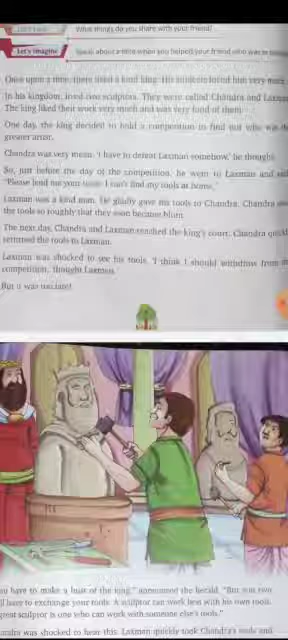 What things do you share with your friend?
Let's imagine
Speak about a time when you helped your friend who was in
Once upon a time, there lived a kind king. His subjects loved him very much.
In his kingdom, lived two sculptors. They were called Chandra and Laxman
The king liked their work very much and was very fond of them.
One day, the king decided to hold a competition to find out who was the
greater artist.
Chandra was very mean. 'I have to defeat Laxman somehow,' he thought.
So, just before the day of the competition, he went to Laxman and said
"Please lend me your tools. I can't find my tools at home."
Laxman was a kind man. He gladly gave his tools to Chandra. Chandra used
the tools so roughly that they soon became blunt.
The next day, Chandra and Laxman reached the king's court. Chandra quickly
returned the tools to Laxman.
Laxman was shocked to see his tools. 'I think I should withdraw from the
competition,' thought Laxman.
But it was too late!
you have to make a bust of the king," announced the herald. "But you two
will have to exchange your tools. A sculptor can work best with his own tools.
great sculptor is one who can work with someone else's tools."
Chandra was shocked to hear this. Laxman quickly took Chandra's tools and